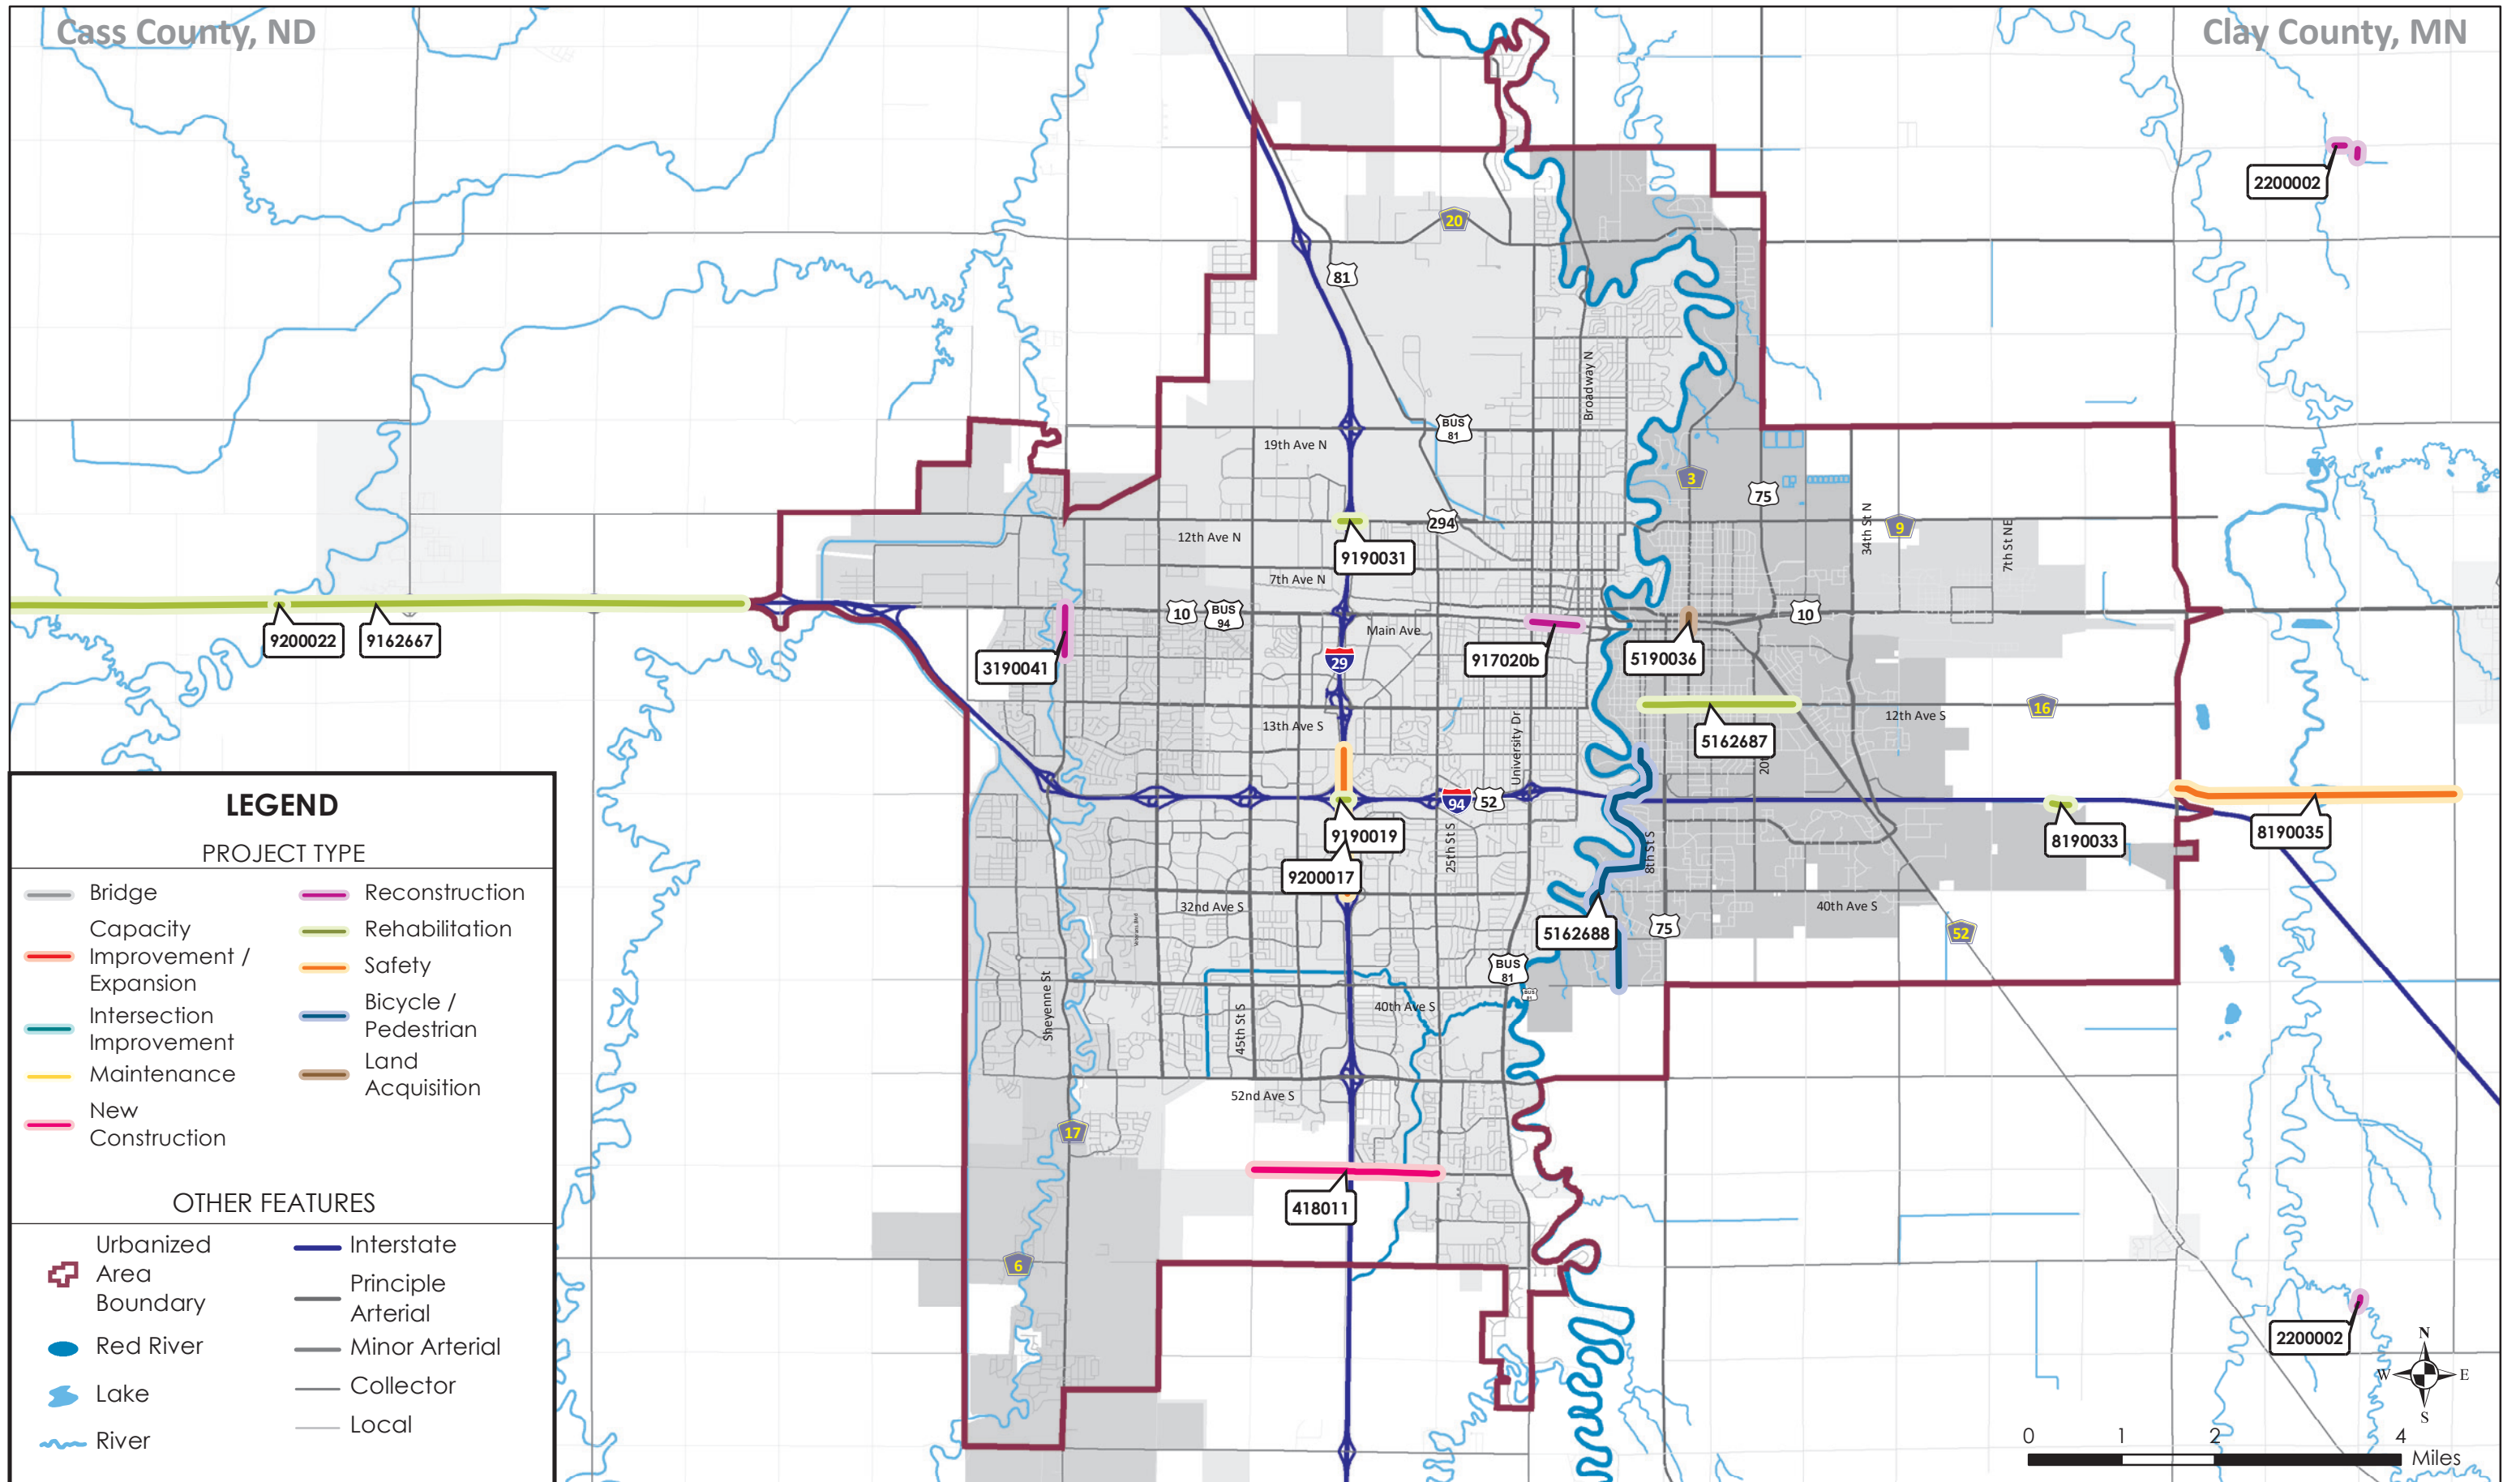 Cass County, ND
Clay County, MN
2200002
20
81
Broadway N
BUS
81
19th Ave N
3
75
294
34th St N
9
7th St NE
12th Ave N
9190031
7th Ave N
10
BUS
94
10
Main Ave
9200022
9162667
3190041
29
917020b
5190036
13th Ave S
University Dr
12th Ave S
16
5162687
20th
94
52
9190019
25th St S
8th St S
8190033
8190035
9200017
32nd Ave S
40th Ave S
5162688
75
52
BUS
81
BUS
81
Sheyenne St
45th St S
40th Ave S
52nd Ave S
17
418011
6
2200002
LEGEND
PROJECT TYPE
Bridge
Capacity
Improvement /
Expansion
Intersection
Improvement
Maintenance
New
Construction
Reconstruction
Rehabilitation
Safety
Bicycle /
Pedestrian
Land
Acquisition
OTHER FEATURES
Urbanized
Area
Boundary
Red River
Lake
River
Interstate
Principle
Arterial
Minor Arterial
Collector
Local
N
W
E
S
0 1 2 4
Miles